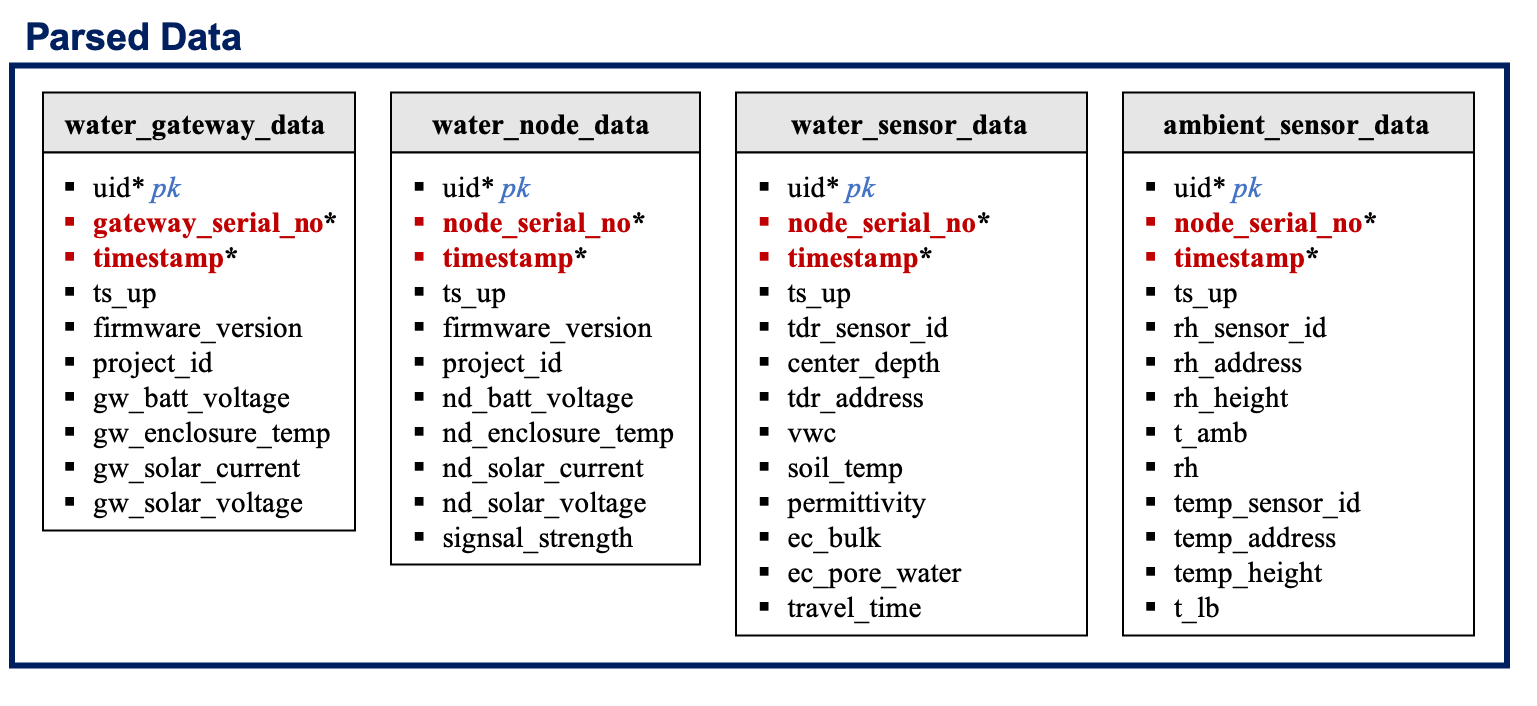 Parsed Data
water_gateway_data
uid* pk
gateway_serial_no*
timestamp*
ts_up
firmware_version
project_id
gw_batt_voltage
gw_enclosure_temp
gw_solar_current
gw_solar_voltage
water_node_data
uid* pk
node_serial_no*
timestamp*
ts_up
firmware_version
project_id
nd_batt_voltage
nd_enclosure_temp
nd_solar_current
nd_solar_voltage
signsal_strength
water_sensor_data
uid* pk
node_serial_no*
timestamp*
ts_up
tdr_sensor_id
center_depth
tdr_address
vwc
soil_temp
permittivity
ec_bulk
ec_pore_water
travel_time
ambient_sensor_data
uid* pk
node_serial_no*
timestamp*
ts_up
rh_sensor_id
rh_address
rh_height
t_amb
rh
temp_sensor_id
temp_address
temp_height
t_lb